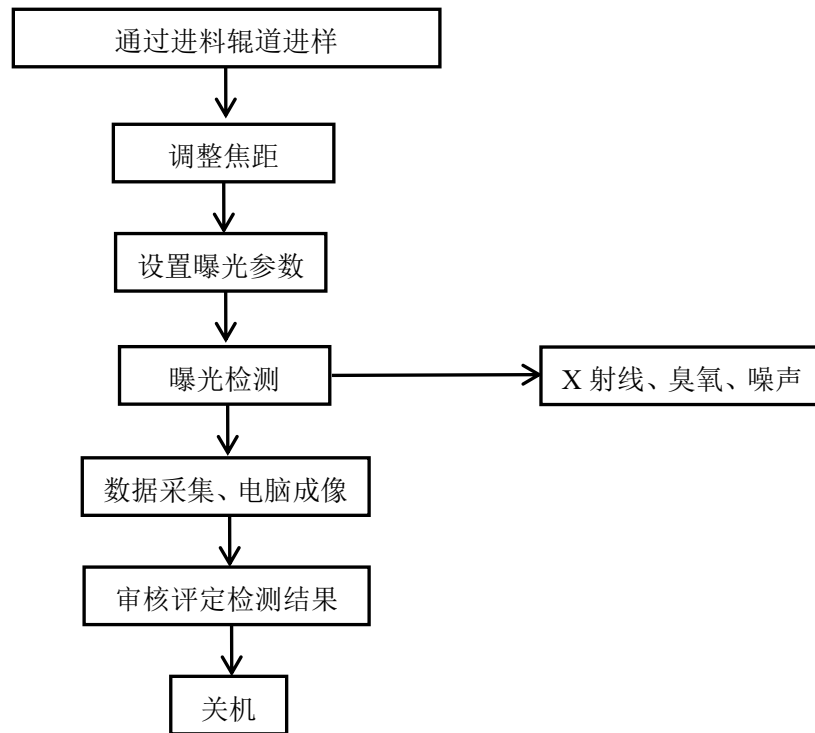 通过进料辊道进样
调整焦距
设置曝光参数
曝光检测
X 射线、臭氧、噪声
数据采集、电脑成像
审核评定检测结果
关机